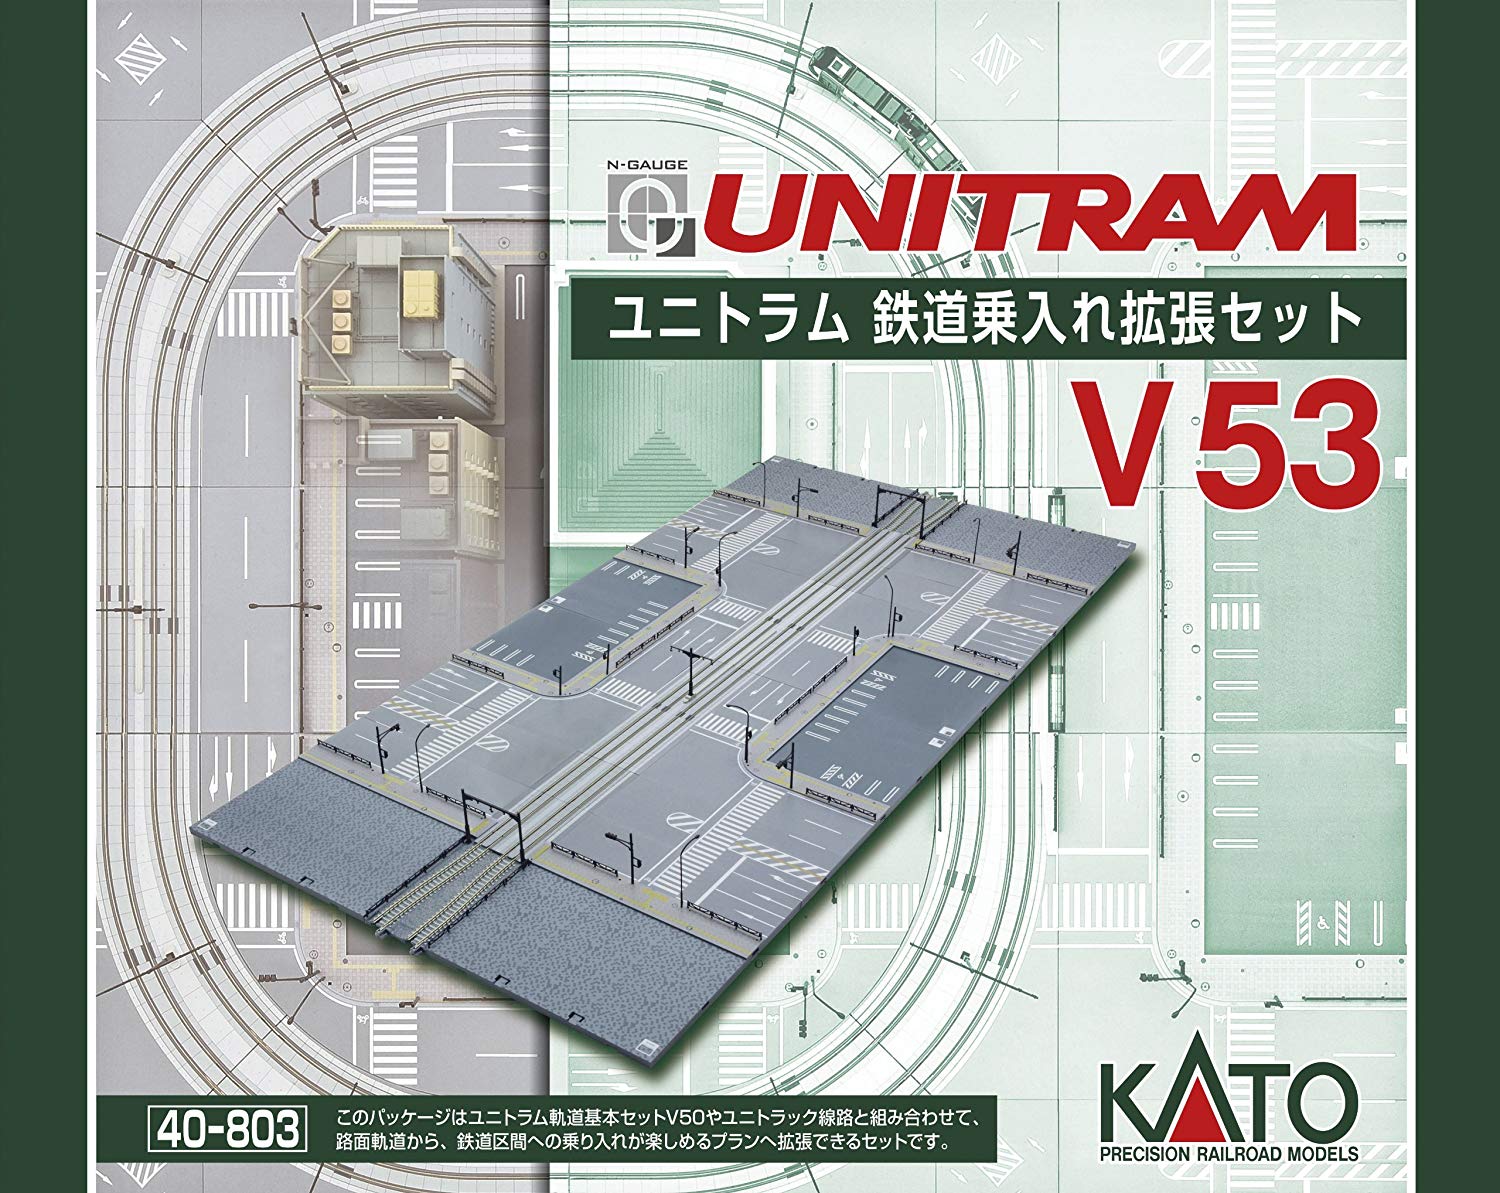 N-GAUGE
UNITRAM
ユニトラム 鉄道乗入れ拡張セット
V53
40-803
このパッケージはユニトラム軌道基本セットV50やユニトラック線路と組み合わせて、
路面軌道から、鉄道区間への乗り入れが楽しめるプランへ拡張できるセットです。
KATO
PRECISION RAILROAD MODELS